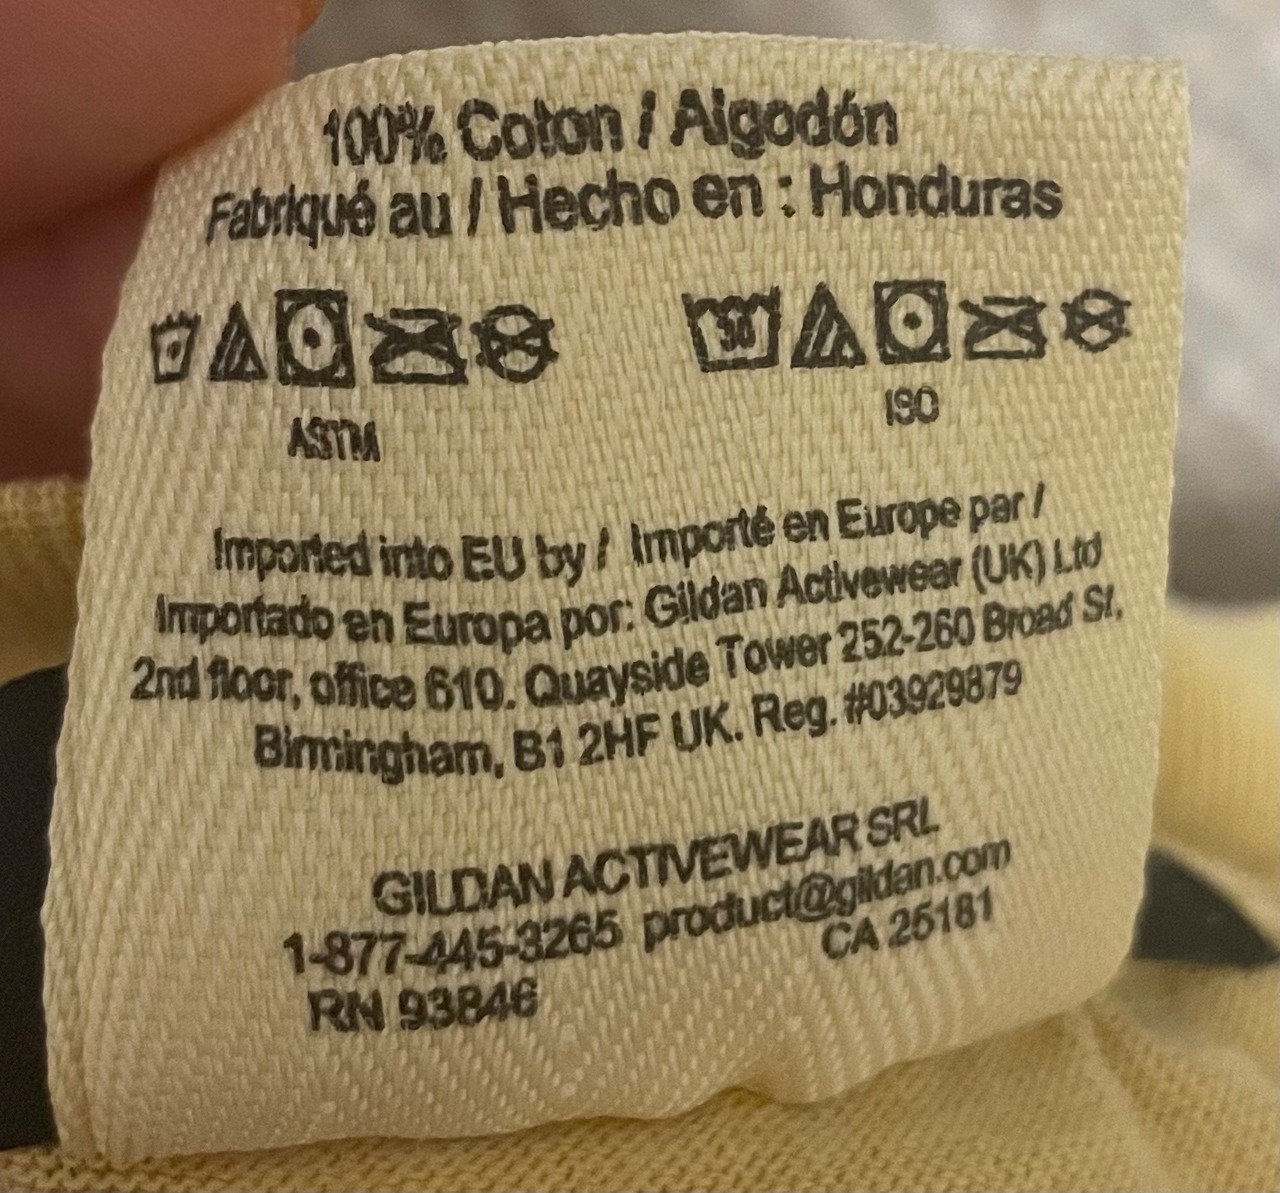 100% Coton / Algodón
Fabriqué au / Hecho en : Honduras
30
ASTM
ISO
Imported into EU by / Importé en Europe par /
Importado en Europa por: Gildan Activewear (UK) Ltd
2nd floor, office 610. Quayside Tower 252-260 Broad St,
Birmingham, B1 2HF UK. Reg. #03929879
GILDAN ACTIVEWEAR SRL
1-877-445-3265 product@gildan.com
RN 93846 CA 26181